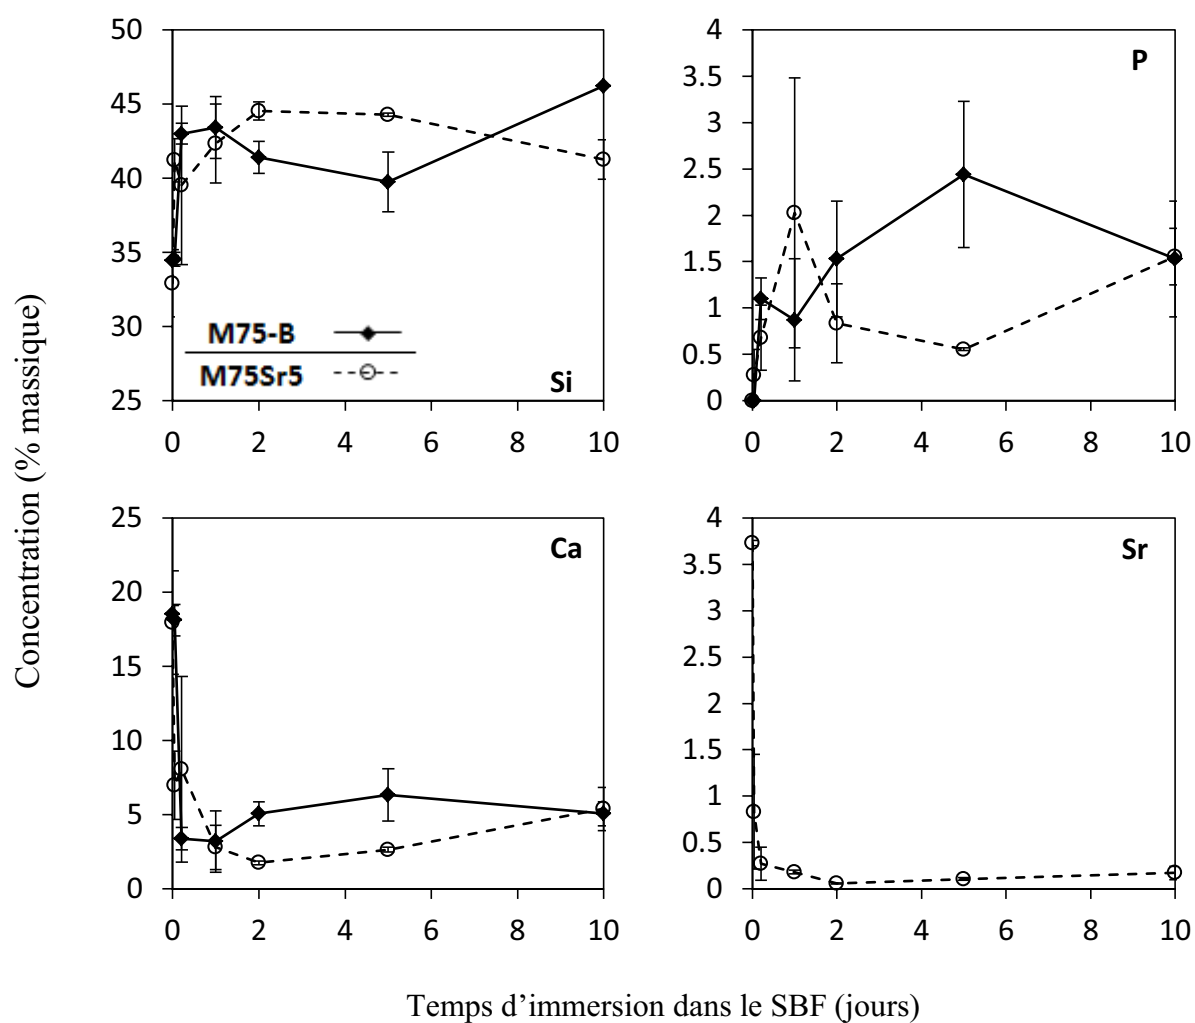 Concentration (% massique)
50
45
40
35
30
25
0 2 4 6 8 10
M75-B
M75Sr5
Si
4
3.5
3
2.5
2
1.5
1
0.5
0
0 2 4 6 8 10
P
25
20
15
10
5
0
0 2 4 6 8 10
Ca
4
3.5
3
2.5
2
1.5
1
0.5
0
0 2 4 6 8 10
Sr
Temps d’immersion dans le SBF (jours)